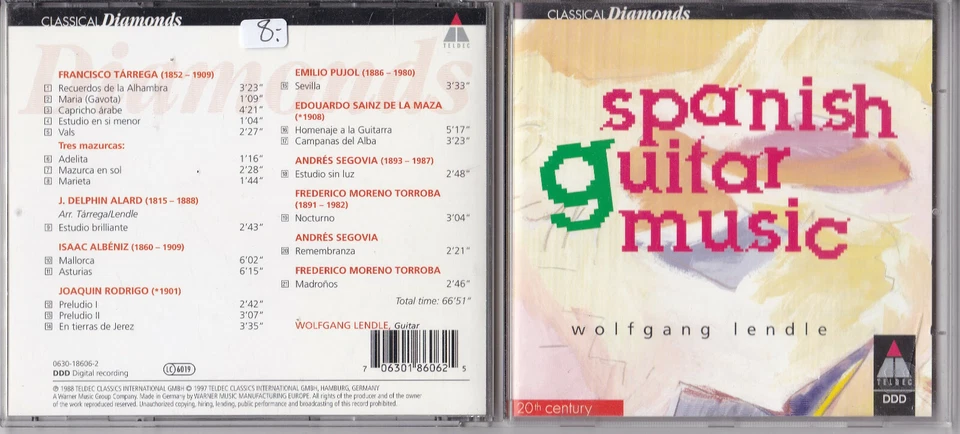 CLASSICAL Diamonds
8.-
TELDEC
Diamonds
FRANCISCO TÁRREGA (1852 – 1909)
1 Recuerdos de la Alhambra 3'23"
2 Maria (Gavota) 1'09"
3 Capricho árabe 4'21"
4 Estudio en si menor 1'04"
5 Vals 2'27"
Tres mazurcas:
6 Adelita 1'16"
7 Mazurca en sol 2'28"
8 Marieta 1'44"
J. DELPHIN ALARD (1815 – 1888)
Arr. Tárrega/Lendle
9 Estudio brillante 2'43"
ISAAC ALBÉNIZ (1860 – 1909)
10 Mallorca 6'02"
11 Asturias 6'15"
JOAQUIN RODRIGO (*1901)
12 Preludio I 2'42"
13 Preludio II 3'07"
14 En tierras de Jerez 3'35"
EMILIO PUJOL (1886 – 1980)
15 Sevilla 3'33"
EDOUARDO SAINZ DE LA MAZA
(*1908)
16 Homenaje a la Guitarra 5'17"
17 Campanas del Alba 3'23"
ANDRÉS SEGOVIA (1893 – 1987)
18 Estudio sin luz 2'48"
FREDERICO MORENO TORROBA
(1891 – 1982)
19 Nocturno 3'04"
ANDRÉS SEGOVIA
20 Remembranza 2'21"
FREDERICO MORENO TORROBA
21 Madroños 2'46"
Total time: 66'51"
WOLFGANG LENDLE, Guitar
0630-18606-2
DDD Digital recording
LC 6019
7 06301 86062 5
℗ 1988 TELDEC CLASSICS INTERNATIONAL GMBH © 1997 TELDEC CLASSICS INTERNATIONAL GMBH, HAMBURG, GERMANY
A Warner Music Group Company. Made in Germany by WARNER MUSIC MANUFACTURING EUROPE. All rights of the producer and of the owner
of the work reproduced reserved. Unauthorized copying, hiring, lending, public performance and broadcasting of this record prohibited.
CLASSICAL Diamonds
spanish
guitar
music
wolfgang lendle
TELDEC
DDD
20th century